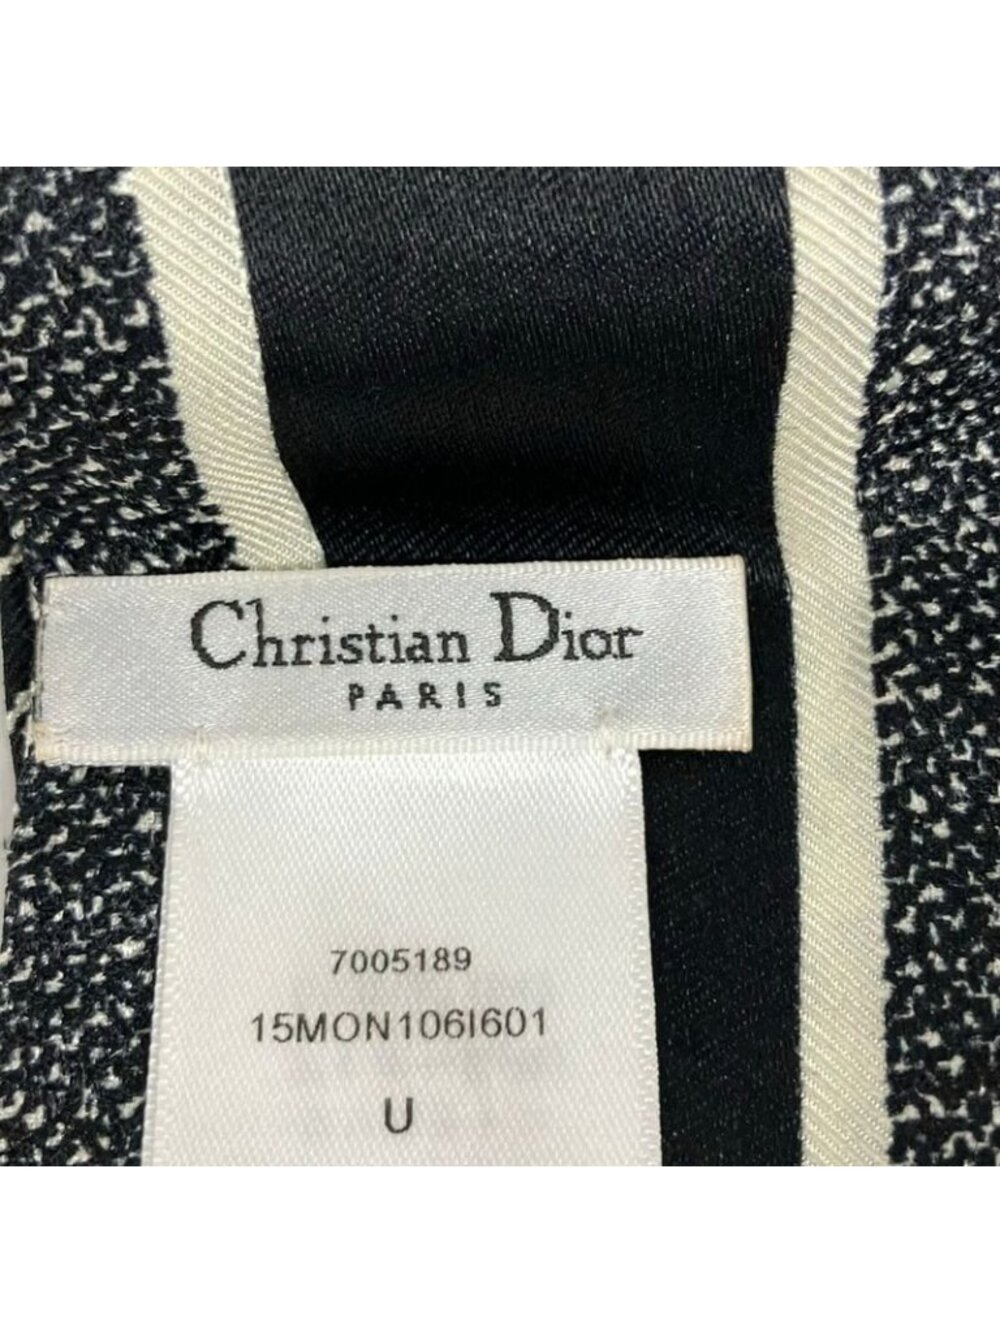 Christian Dior
PARIS
7005189
15MON106I601
U